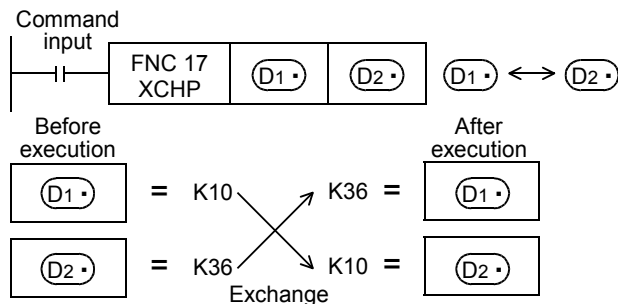 Command
input
FNC 17
XCHP
D1 •
D2 •
D1 • ↔ D2 •
Before
execution
After
execution
D1 • = K10 K36 = D1 •
D2 • = K36 K10 = D2 •
Exchange